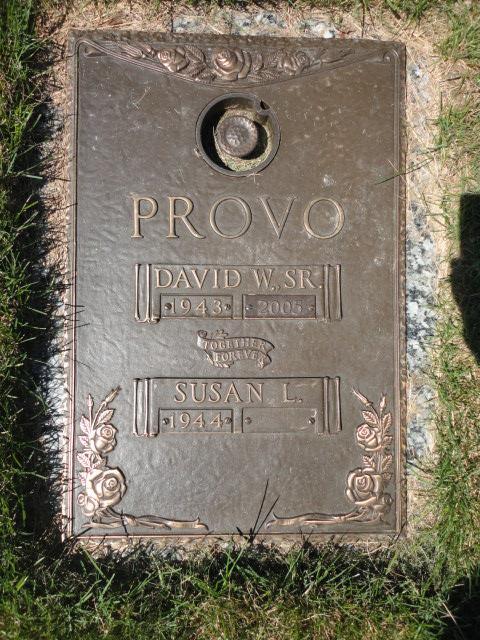 PROVO
DAVID W., SR.
1943 2005
TOGETHER
FOREVER
SUSAN L.
1944